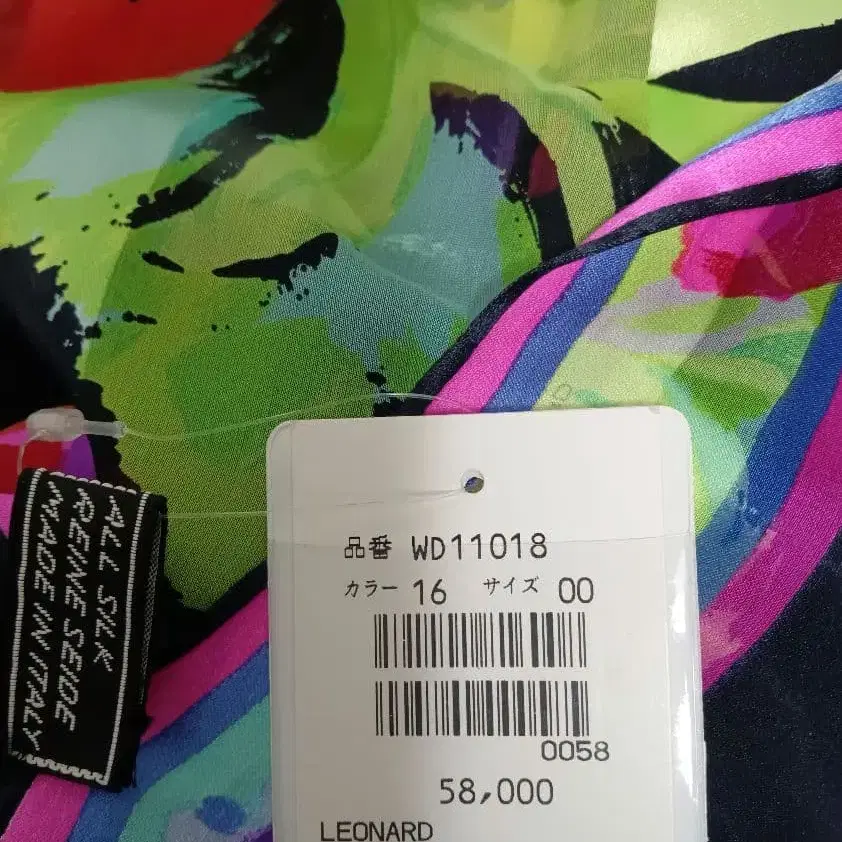 ALL SILK
REINE SEIDE
MADE IN ITALY
品番 WD11018
カラー 16 サイズ 00
0058
58,000
LEONARD